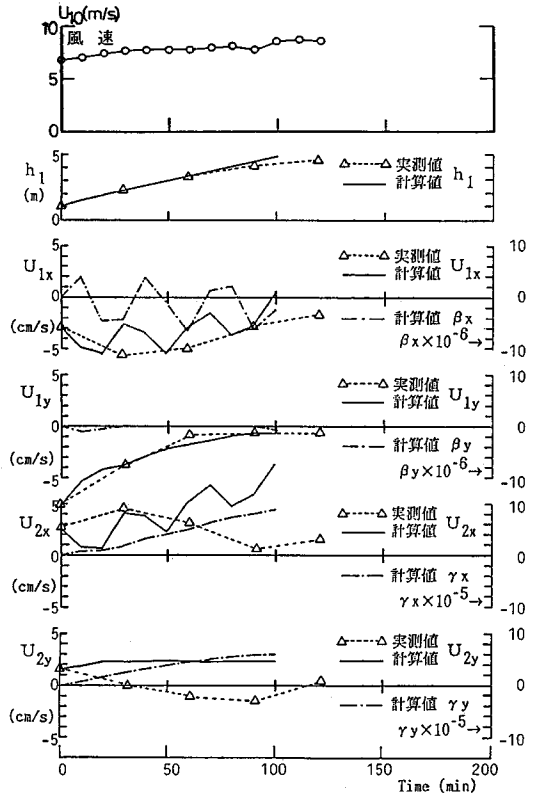 U10(m/s)
10
風 速
5
0
5
h1
(m)
0
実測値
計算値 h1
5
U1x
0
(cm/s)
-5
実測値
計算値 U1x
計算値 βx
βx×10-6→
10
0
-10
5
U1y
0
(cm/s)
-5
実測値
計算値 U1y
計算値 βy
βy×10-6→
10
0
-10
5
U2x
0
(cm/s)
-5
実測値
計算値 U2x
計算値 γx
γx×10-5→
10
0
-10
5
U2y
0
(cm/s)
-5
実測値
計算値 U2y
計算値 γy
γy×10-5→
10
0
-10
0 50 100 150 200
Time (min)